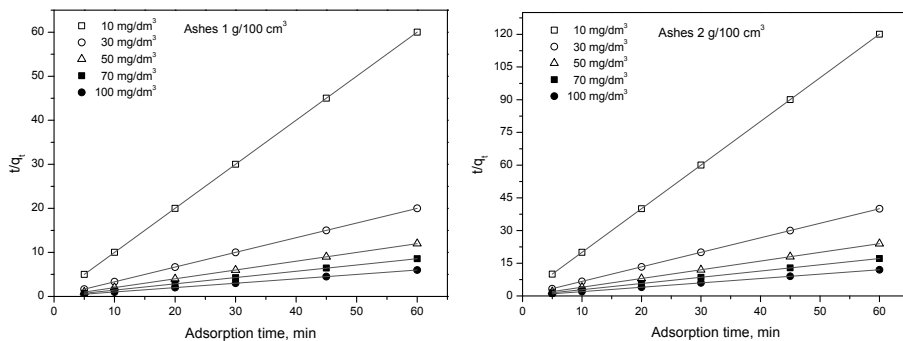 Ashes 1 g/100 cm³
10 mg/dm³
30 mg/dm³
50 mg/dm³
70 mg/dm³
100 mg/dm³
60
50
40
30
20
10
0
t/qₜ
0 10 20 30 40 50 60
Adsorption time, min
Ashes 2 g/100 cm³
10 mg/dm³
30 mg/dm³
50 mg/dm³
70 mg/dm³
100 mg/dm³
120
105
90
75
60
45
30
15
0
t/qₜ
0 10 20 30 40 50 60
Adsorption time, min